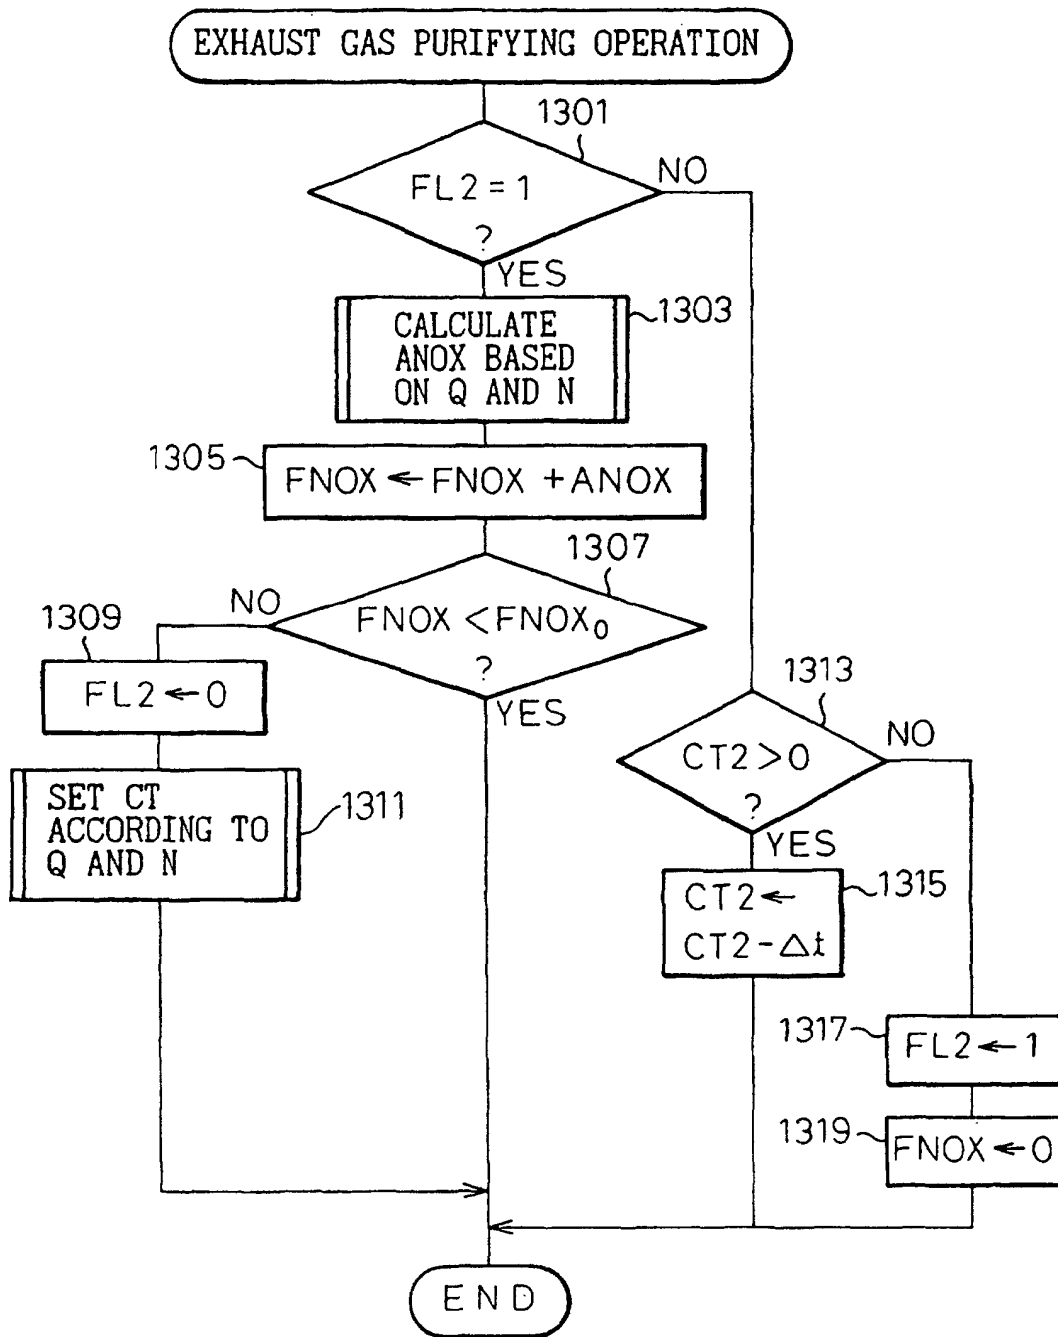 EXHAUST GAS PURIFYING OPERATION
1301
FL2 = 1
?
NO
YES
CALCULATE
ANOX BASED
ON Q AND N
1303
1305
FNOX ← FNOX + ANOX
1307
FNOX < FNOX₀
?
NO
YES
1309
FL2 ← 0
SET CT
ACCORDING TO
Q AND N
1311
1313
CT2 > 0
?
NO
YES
CT2 ←
CT2 - Δt
1315
1317
FL2 ← 1
1319
FNOX ← 0
END